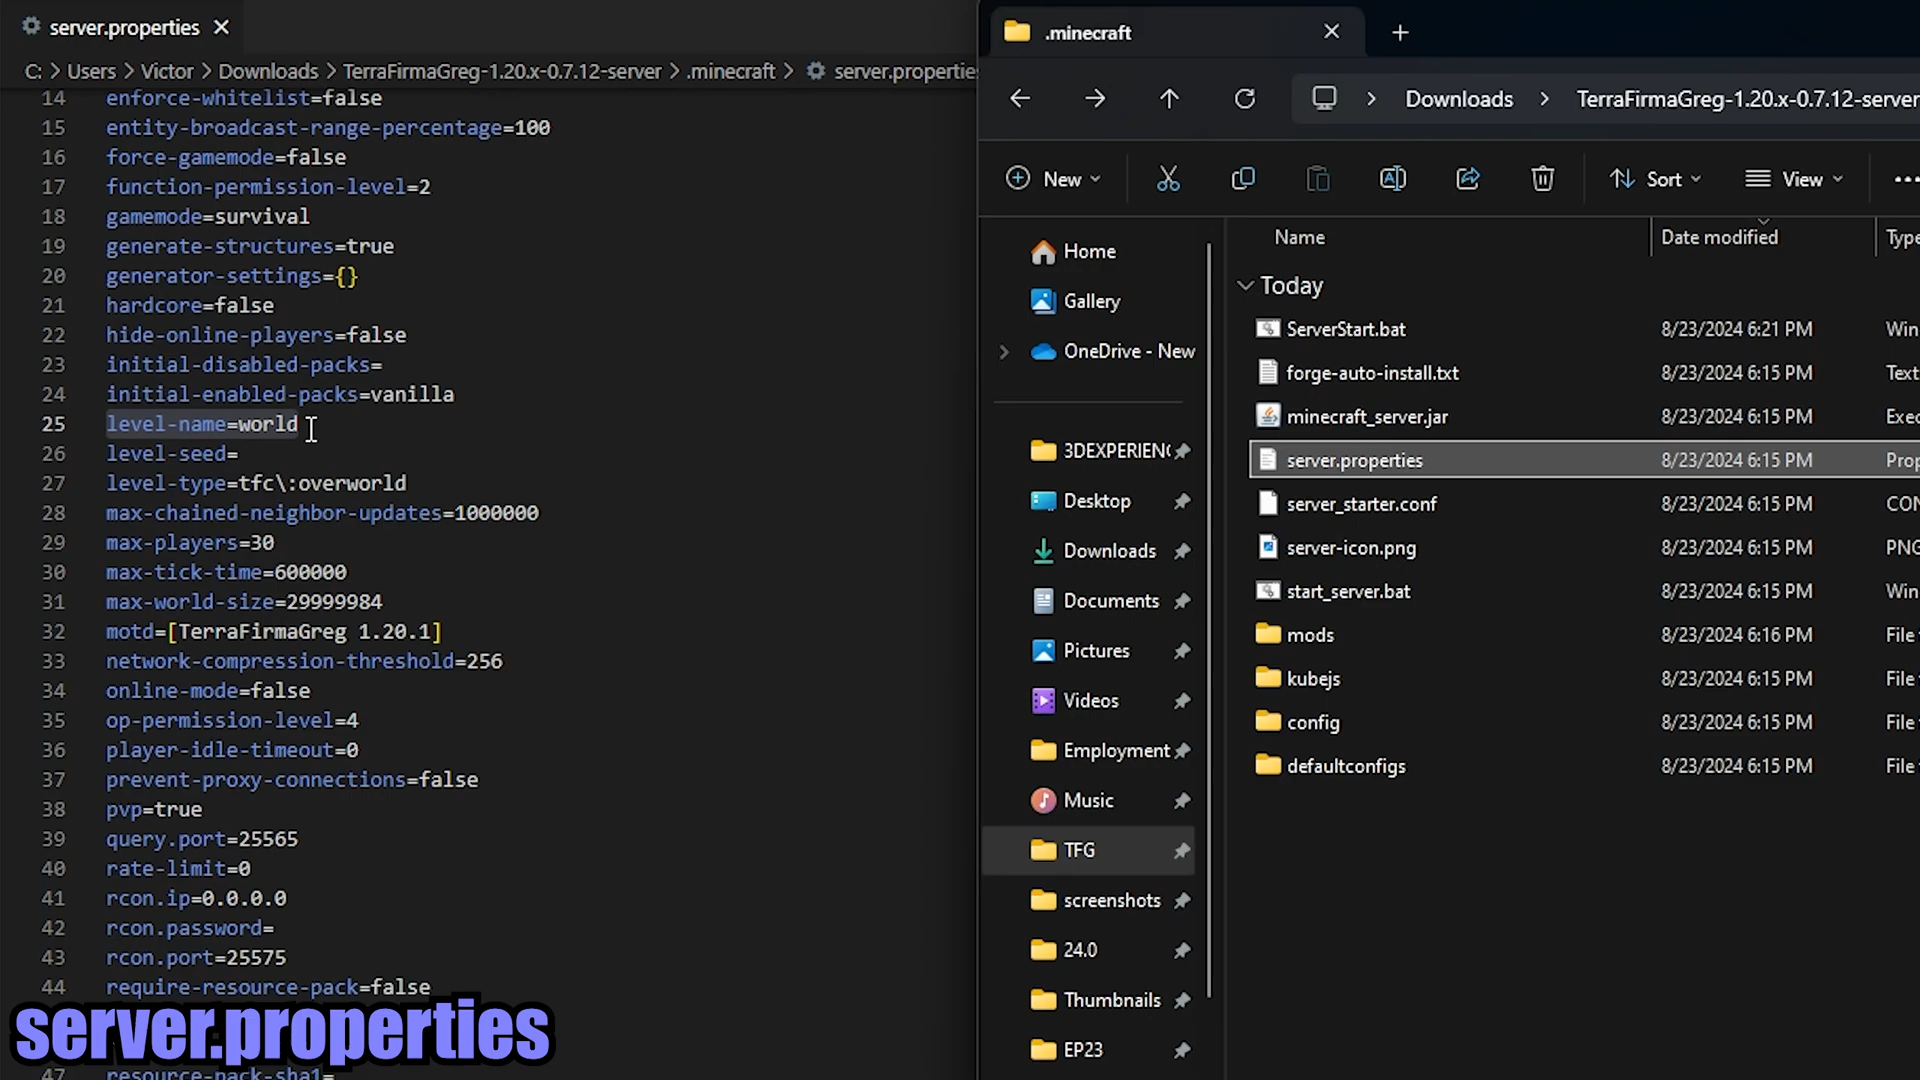 server.properties
C: > Users > Victor > Downloads > TerraFirmaGreg-1.20.x-0.7.12-server > .minecraft > server.properties
14 enforce-whitelist=false
15 entity-broadcast-range-percentage=100
16 force-gamemode=false
17 function-permission-level=2
18 gamemode=survival
19 generate-structures=true
20 generator-settings={}
21 hardcore=false
22 hide-online-players=false
23 initial-disabled-packs=
24 initial-enabled-packs=vanilla
25 level-name=world
26 level-seed=
27 level-type=tfc\:overworld
28 max-chained-neighbor-updates=1000000
29 max-players=30
30 max-tick-time=600000
31 max-world-size=29999984
32 motd=[TerraFirmaGreg 1.20.1]
33 network-compression-threshold=256
34 online-mode=false
35 op-permission-level=4
36 player-idle-timeout=0
37 prevent-proxy-connections=false
38 pvp=true
39 query.port=25565
40 rate-limit=0
41 rcon.ip=0.0.0.0
42 rcon.password=
43 rcon.port=25575
44 require-resource-pack=false
server.properties
47 resource-pack-sha1=
.minecraft
Downloads > TerraFirmaGreg-1.20.x-0.7.12-server
New Sort View
Home
Gallery
OneDrive - New
3DEXPERIENC
Desktop
Downloads
Documents
Pictures
Videos
Employment
Music
TFG
screenshots
24.0
Thumbnails
EP23
Name Date modified Type
Today
ServerStart.bat 8/23/2024 6:21 PM Win
forge-auto-install.txt 8/23/2024 6:15 PM Text
minecraft_server.jar 8/23/2024 6:15 PM Exec
server.properties 8/23/2024 6:15 PM Prop
server_starter.conf 8/23/2024 6:15 PM CON
server-icon.png 8/23/2024 6:15 PM PNG
start_server.bat 8/23/2024 6:15 PM Win
mods 8/23/2024 6:16 PM File
kubejs 8/23/2024 6:15 PM File
config 8/23/2024 6:15 PM File
defaultconfigs 8/23/2024 6:15 PM File